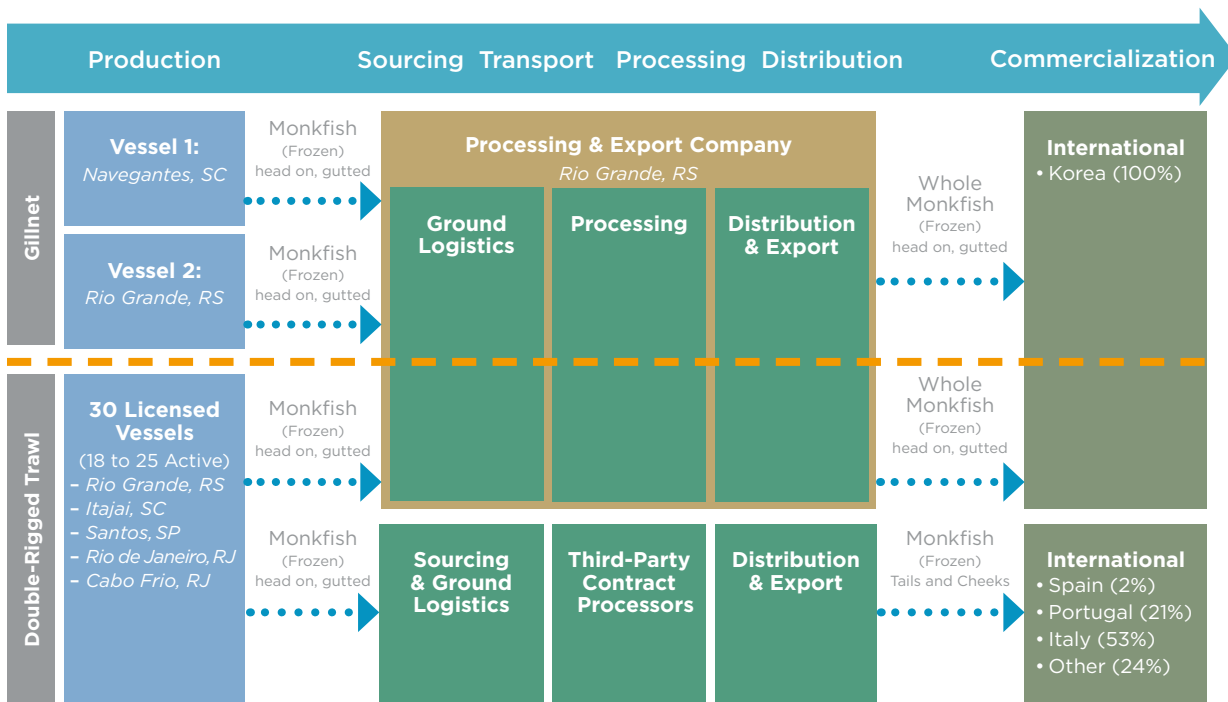 Production
Sourcing Transport Processing Distribution
Commercialization
Gillnet
Vessel 1:
Navegantes, SC
Monkfish
(Frozen)
head on, gutted
Vessel 2:
Rio Grande, RS
Monkfish
(Frozen)
head on, gutted
Processing & Export Company
Rio Grande, RS
Ground
Logistics
Processing
Distribution
& Export
Whole
Monkfish
(Frozen)
head on, gutted
International
• Korea (100%)
Double-Rigged Trawl
30 Licensed
Vessels
(18 to 25 Active)
– Rio Grande, RS
– Itajai, SC
– Santos, SP
– Rio de Janeiro, RJ
– Cabo Frio, RJ
Monkfish
(Frozen)
head on, gutted
Whole
Monkfish
(Frozen)
head on, gutted
Monkfish
(Frozen)
head on, gutted
Sourcing
& Ground
Logistics
Third-Party
Contract
Processors
Distribution
& Export
Monkfish
(Frozen)
Tails and Cheeks
International
• Spain (2%)
• Portugal (21%)
• Italy (53%)
• Other (24%)